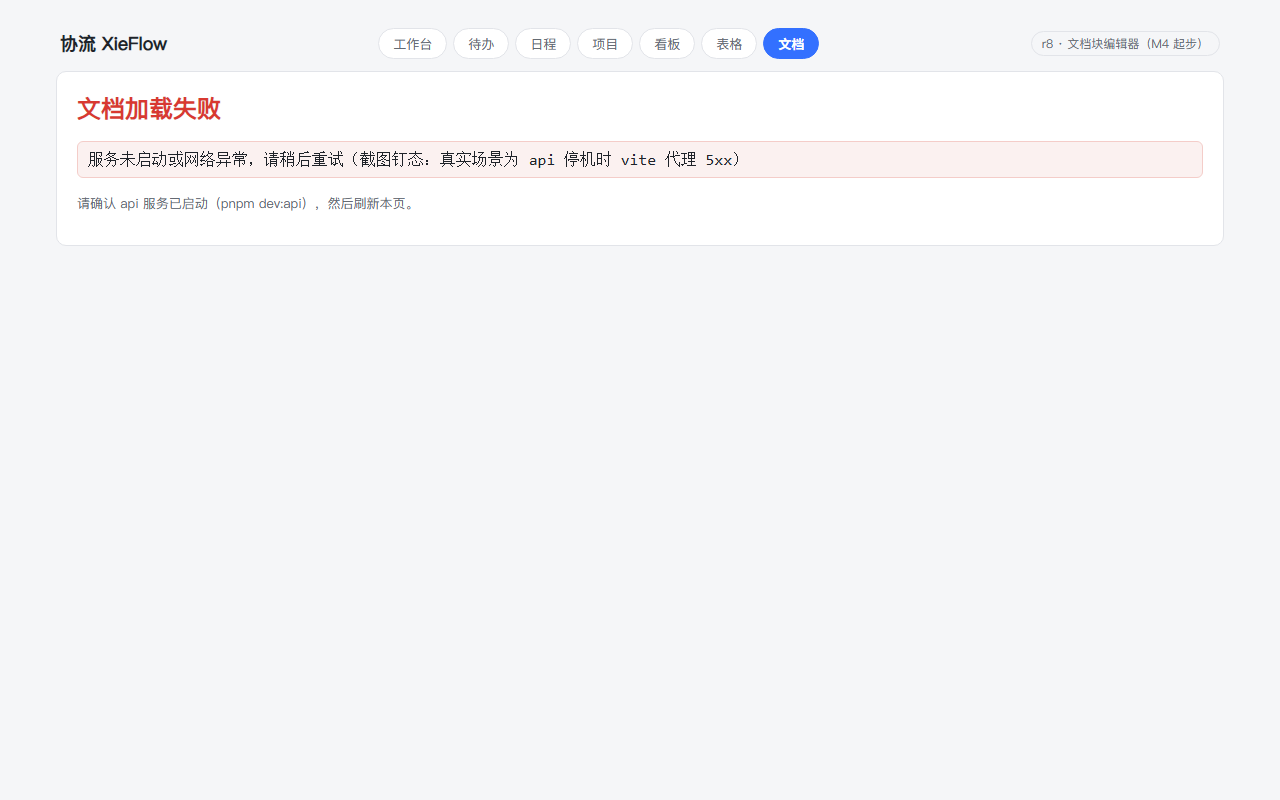 协流 XieFlow
工作台
待办
日程
项目
看板
表格
文档
r8 · 文档块编辑器（M4 起步）
文档加载失败
服务未启动或网络异常，请稍后重试（截图钉态：真实场景为 api 停机时 vite 代理 5xx）
请确认 api 服务已启动（pnpm dev:api），然后刷新本页。